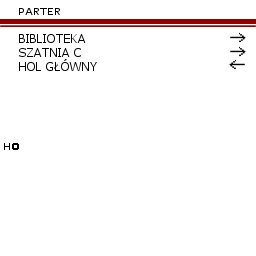 PARTER
BIBLIOTEKA →
SZATNIA C →
HOL GŁÓWNY ←
HO